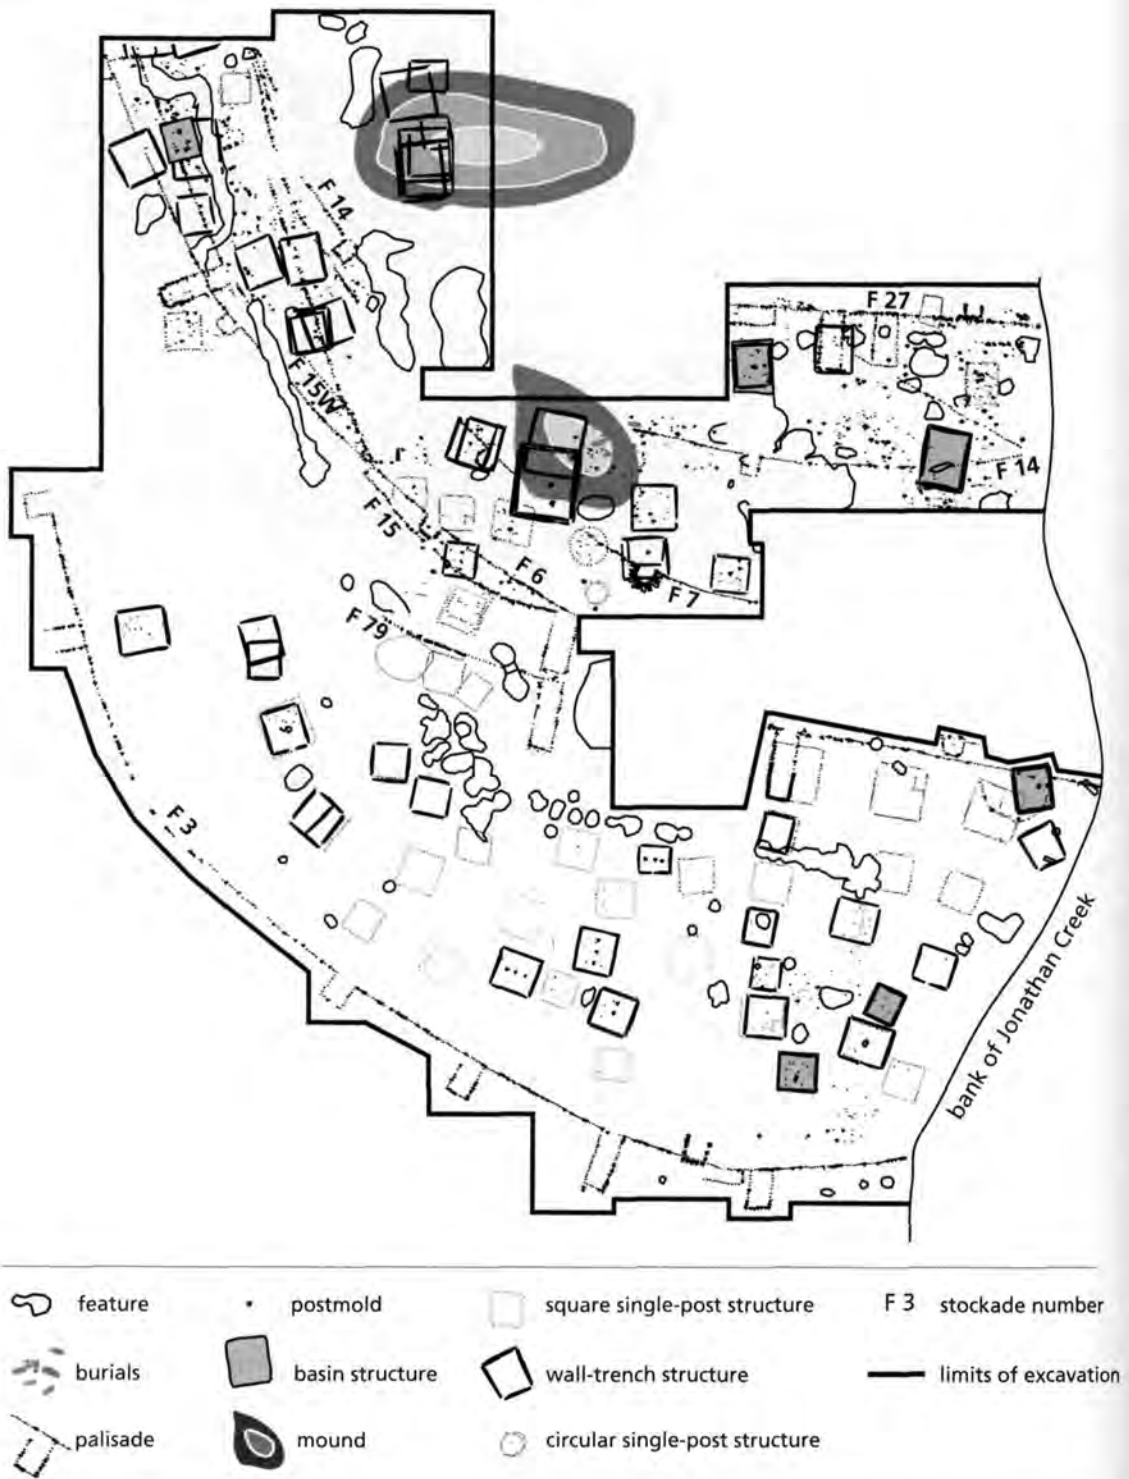 F 14
F 27
F 15W
F 14
F 15
F 6
F 7
F 79
F 3
bank of Jonathan Creek
feature
postmold
square single-post structure
F 3 stockade number
burials
basin structure
wall-trench structure
limits of excavation
palisade
mound
circular single-post structure